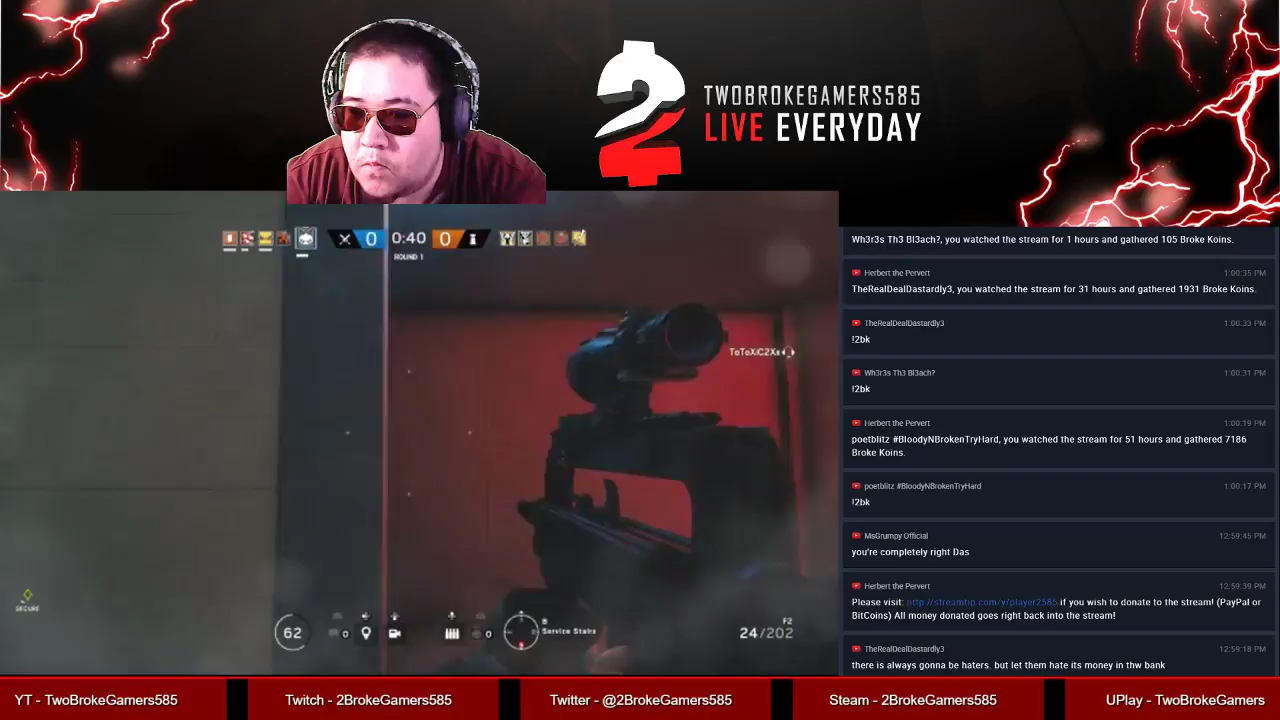 2
TWOBROKEGAMERS585
LIVE EVERYDAY
0
0:40
0
ROUND 1
ToToXiC2Xs
SECURE
62
0
0
B
Service Stairs
F2
24/202
Wh3r3s Th3 Bl3ach?, you watched the stream for 1 hours and gathered 105 Broke Koins.
Herbert the Pervert 1:00:35 PM
TheRealDealDastardly3, you watched the stream for 31 hours and gathered 1931 Broke Koins.
TheRealDealDastardly3 1:00:33 PM
!2bk
Wh3r3s Th3 Bl3ach? 1:00:31 PM
!2bk
Herbert the Pervert 1:00:19 PM
poetblitz #BloodyNBrokenTryHard, you watched the stream for 51 hours and gathered 7186
Broke Koins.
poetblitz #BloodyNBrokenTryHard 1:00:17 PM
!2bk
MsGrumpy Official 12:59:45 PM
you're completely right Das
Herbert the Pervert 12:59:39 PM
Please visit: http://streamtip.com/y/player2585 if you wish to donate to the stream! (PayPal or
BitCoins) All money donated goes right back into the stream!
TheRealDealDastardly3 12:59:18 PM
there is always gonna be haters. but let them hate its money in thw bank
YT - TwoBrokeGamers585
Twitch - 2BrokeGamers585
Twitter - @2BrokeGamers585
Steam - 2BrokeGamers585
UPlay - TwoBrokeGamers